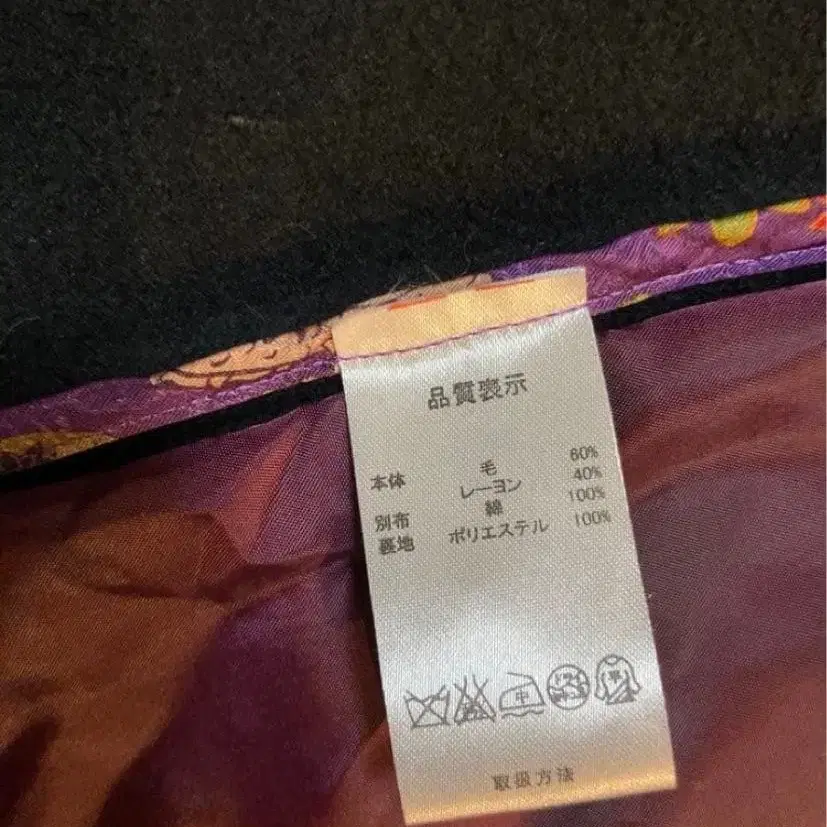 品質表示
本体 毛 60%
レーヨン 40%
別布 綿 100%
裏地 ポリエステル 100%
中
取扱方法